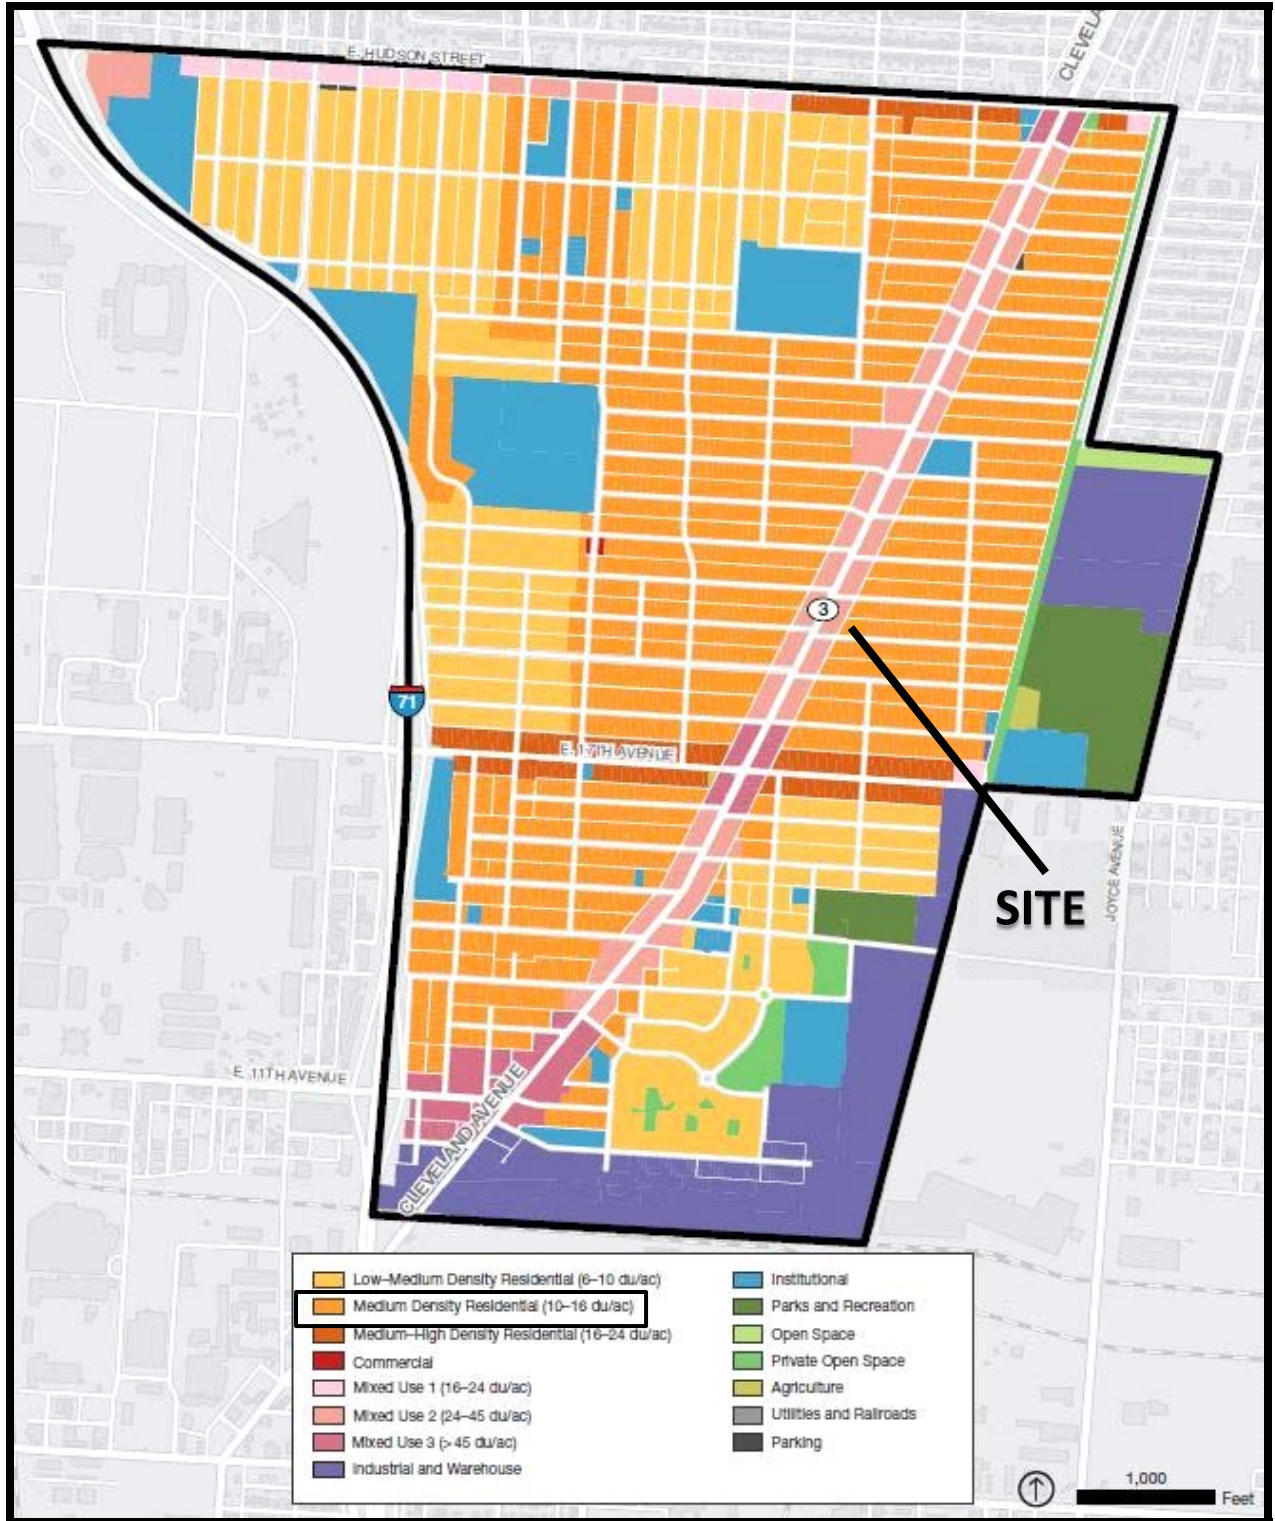 E. HUDSON STREET
CLEVELA
3
71
E. 17TH AVENUE
SITE
JOYCE AVENUE
E. 11TH AVENUE
CLEVELAND AVENUE
Low–Medium Density Residential (6–10 du/ac)
Medium Density Residential (10–16 du/ac)
Medium–High Density Residential (16–24 du/ac)
Commercial
Mixed Use 1 (16–24 du/ac)
Mixed Use 2 (24–45 du/ac)
Mixed Use 3 (> 45 du/ac)
Industrial and Warehouse
Institutional
Parks and Recreation
Open Space
Private Open Space
Agriculture
Utilities and Railroads
Parking
1,000
Feet